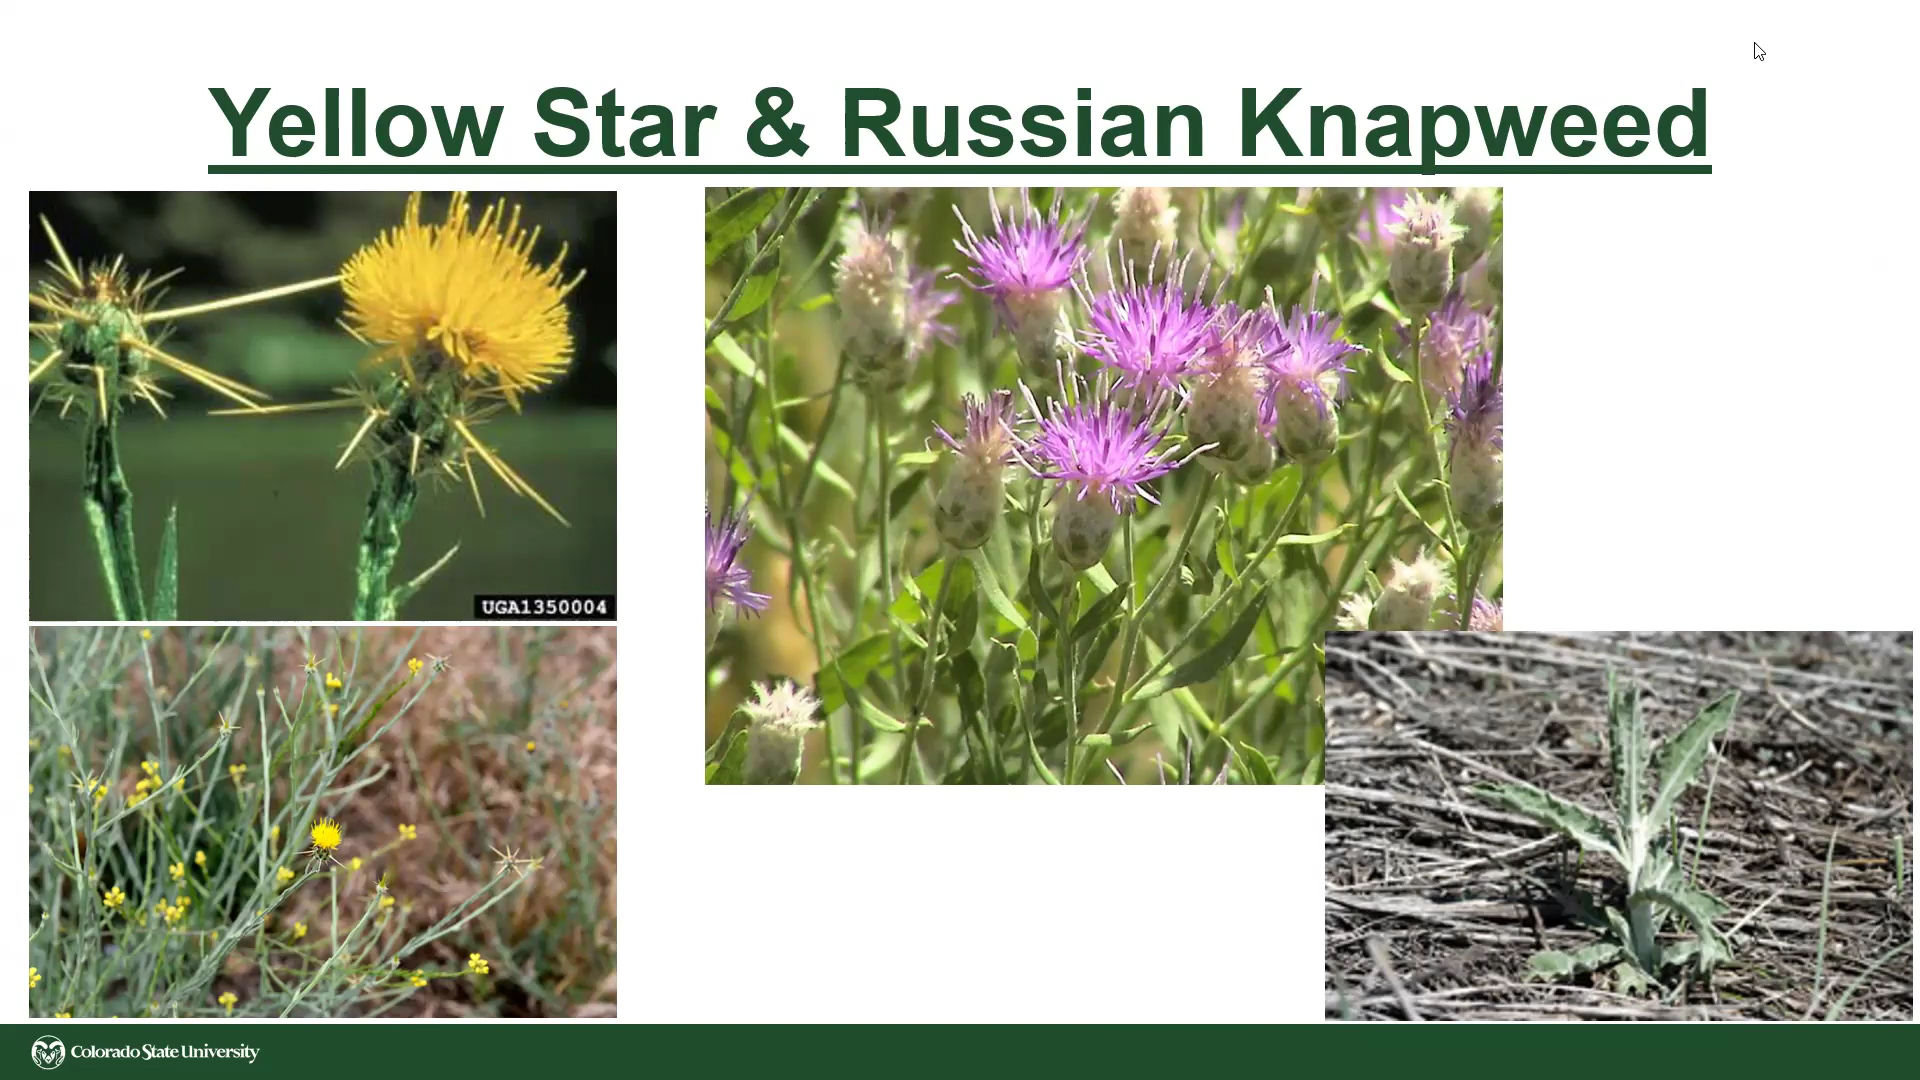 Yellow Star & Russian Knapweed
UGA1350004
Colorado State University